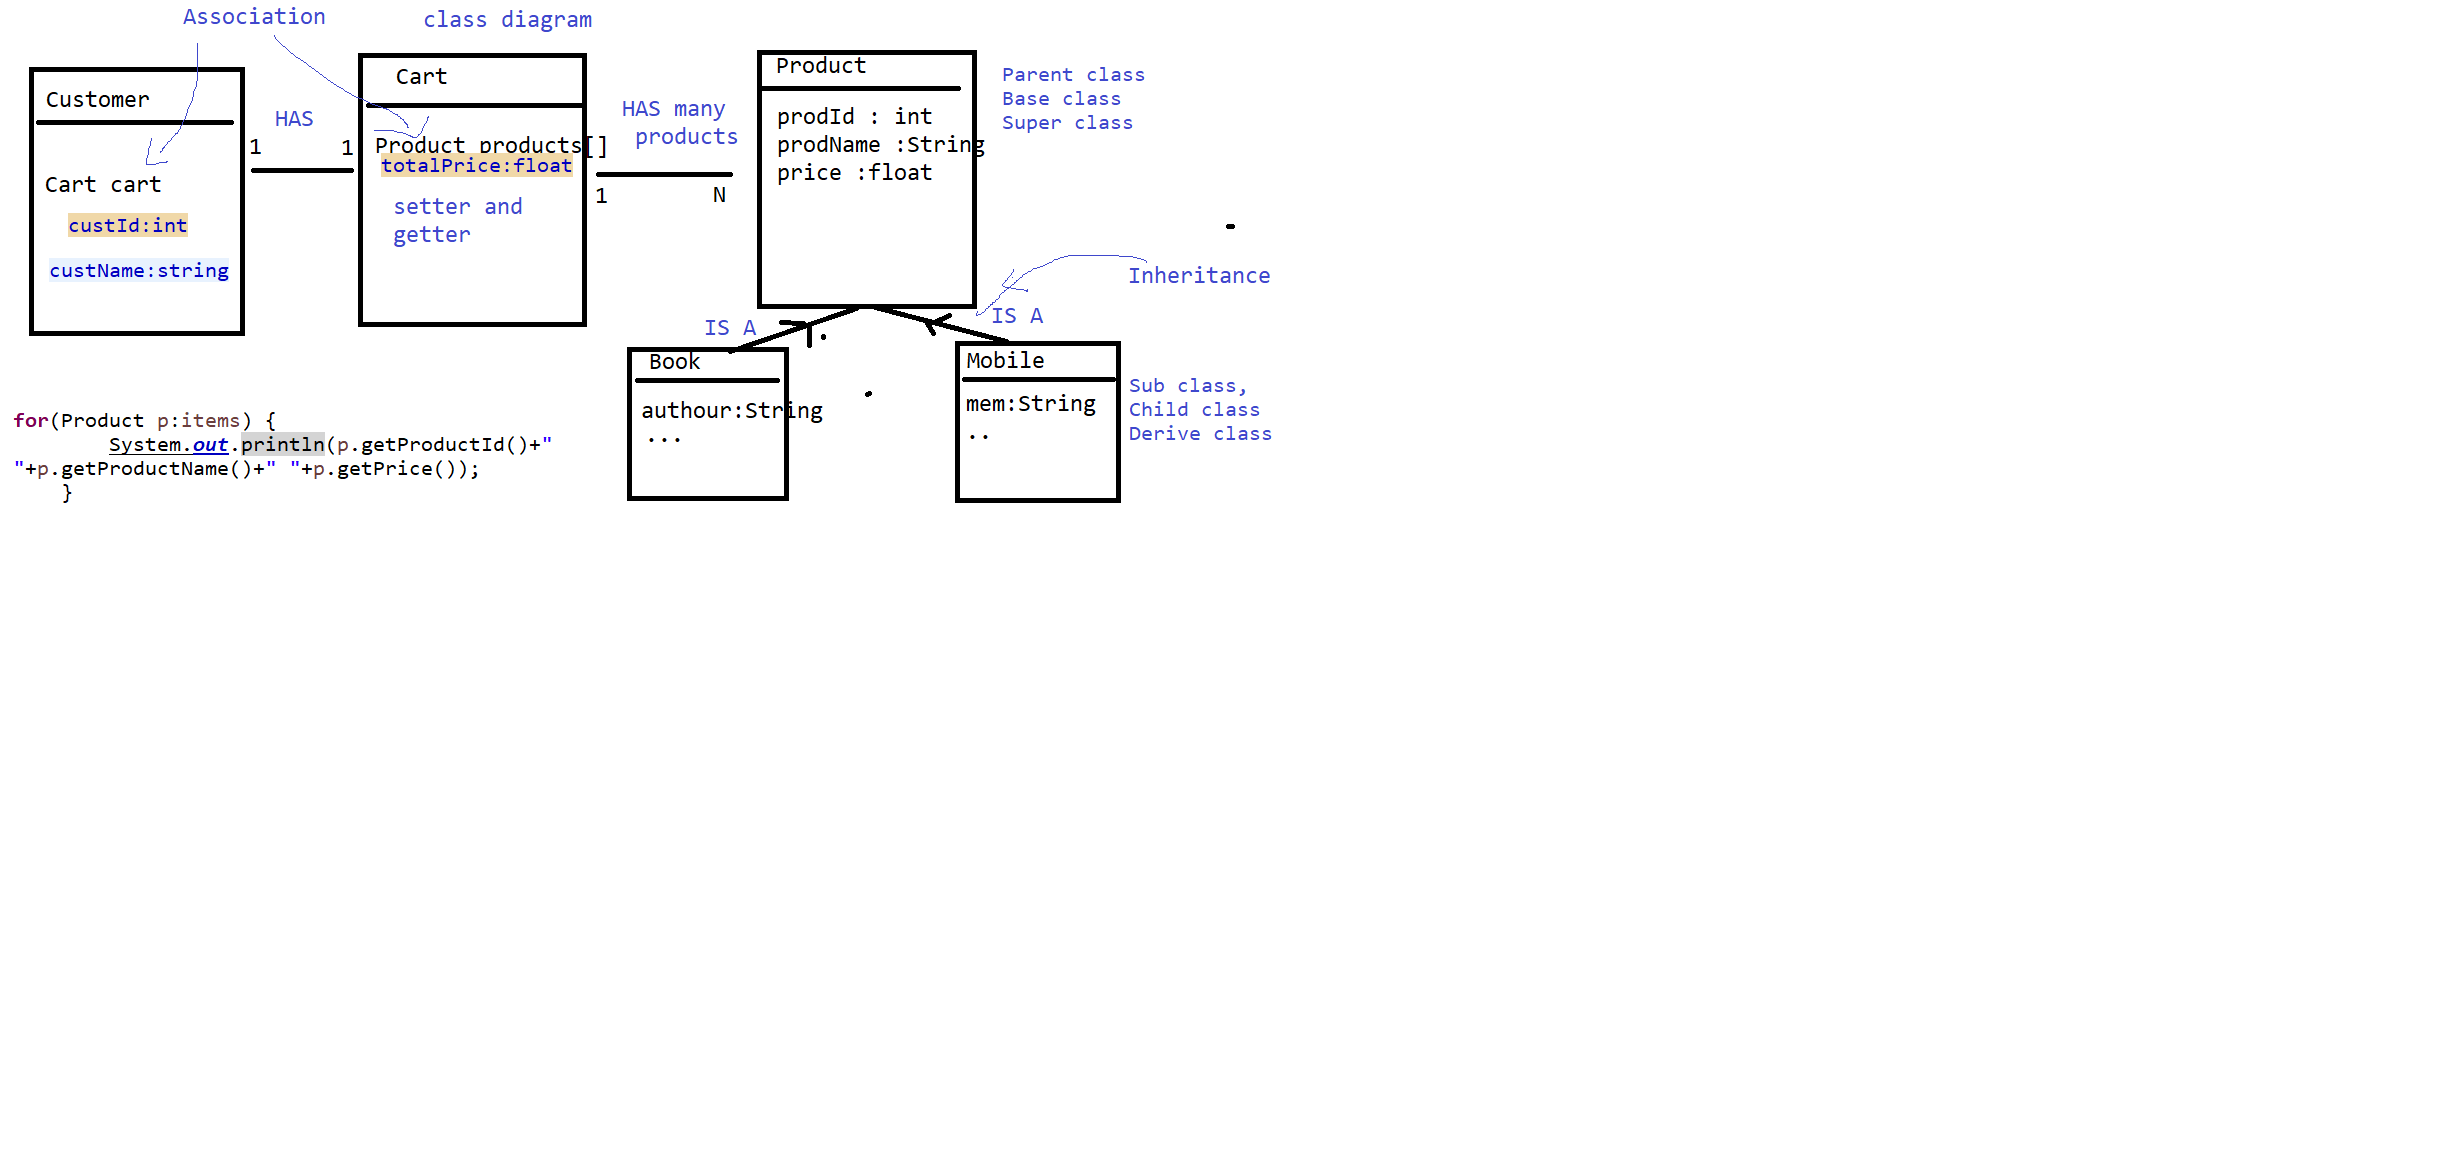 Association
class diagram
Customer
Cart cart
custId:int
custName:string
HAS
1
1
Cart
Product products[]
totalPrice:float
setter and
getter
HAS many
products
1
N
Product
prodId : int
prodName :String
price :float
Parent class
Base class
Super class
Inheritance
IS A
IS A
Book
authour:String
...
Mobile
mem:String
..
Sub class,
Child class
Derive class
for(Product p:items) {
System.out.println(p.getProductId()+"
"+p.getProductName()+" "+p.getPrice());
}